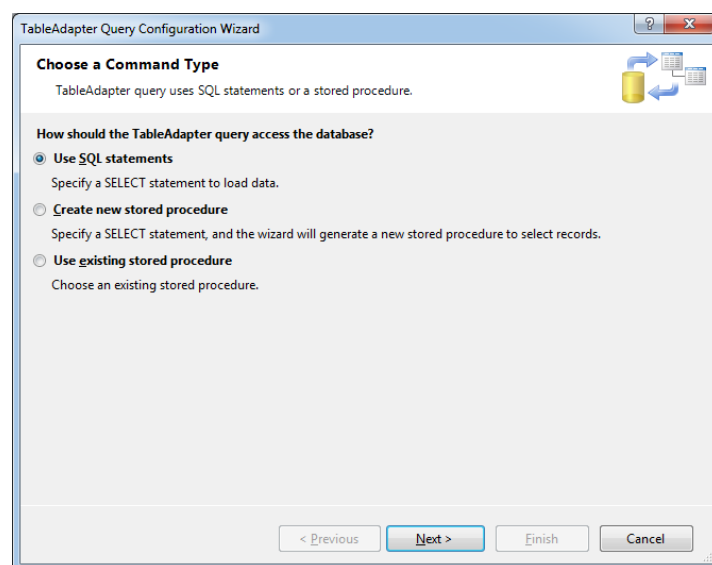 TableAdapter Query Configuration Wizard
Choose a Command Type
TableAdapter query uses SQL statements or a stored procedure.
How should the TableAdapter query access the database?
Use SQL statements
Specify a SELECT statement to load data.
Create new stored procedure
Specify a SELECT statement, and the wizard will generate a new stored procedure to select records.
Use existing stored procedure
Choose an existing stored procedure.
< Previous Next > Finish Cancel